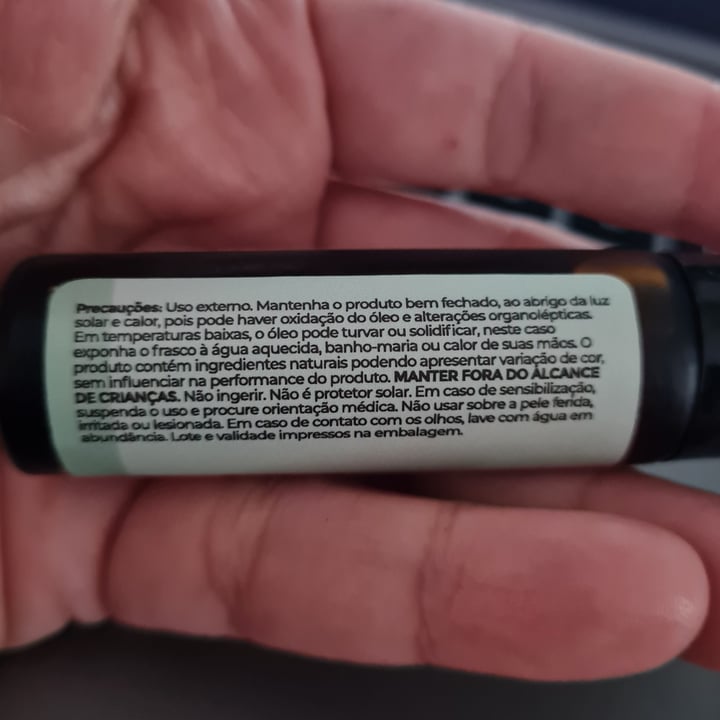 Precauções: Uso externo. Mantenha o produto bem fechado, ao abrigo da luz
solar e calor, pois pode haver oxidação do óleo e alterações organolépticas.
Em temperaturas baixas, o óleo pode turvar ou solidificar, neste caso
exponha o frasco à água aquecida, banho-maria ou calor de suas mãos. O
produto contém ingredientes naturais podendo apresentar variação de cor,
sem influenciar na performance do produto. MANTER FORA DO ALCANCE
DE CRIANÇAS. Não ingerir. Não é protetor solar. Em caso de sensibilização,
suspenda o uso e procure orientação médica. Não usar sobre a pele ferida,
irritada ou lesionada. Em caso de contato com os olhos, lave com água em
abundância. Lote e validade impressos na embalagem.